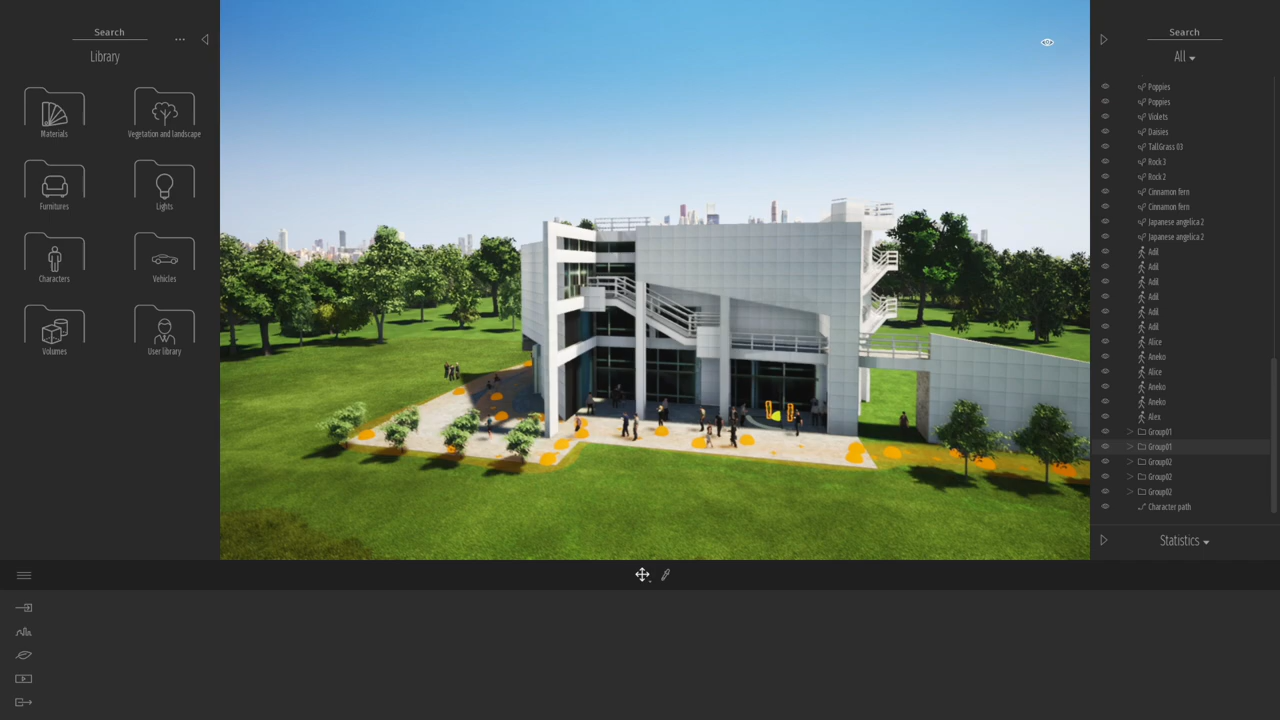 Search
Library
Materials
Vegetation and landscape
Furnitures
Lights
Characters
Vehicles
Volumes
User library
Search
All
Poppies
Poppies
Violets
Daisies
TallGrass 03
Rock 3
Rock 2
Cinnamon fern
Cinnamon fern
Japanese angelica 2
Japanese angelica 2
Adil
Adil
Adil
Adil
Adil
Adil
Alice
Aneko
Alice
Aneko
Aneko
Alex
Group01
Group01
Group02
Group02
Group02
Character path
Statistics